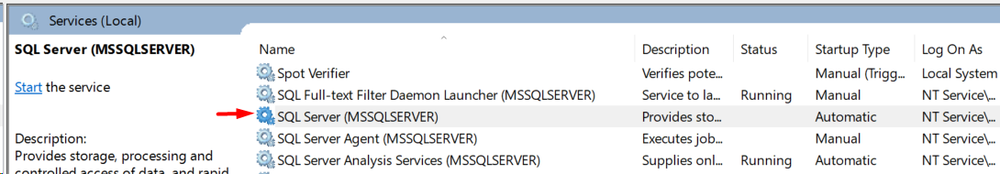 Services (Local)
SQL Server (MSSQLSERVER)
Start the service
Description:
Provides storage, processing and
controlled access of data, and rapid
Name Description Status Startup Type Log On As
Spot Verifier Verifies pote... Manual (Trigg... Local System
SQL Full-text Filter Daemon Launcher (MSSQLSERVER) Service to la... Running Manual NT Service\...
SQL Server (MSSQLSERVER) Provides sto... Automatic NT Service\...
SQL Server Agent (MSSQLSERVER) Executes job... Manual NT Service\...
SQL Server Analysis Services (MSSQLSERVER) Supplies onl... Running Automatic NT Service\...